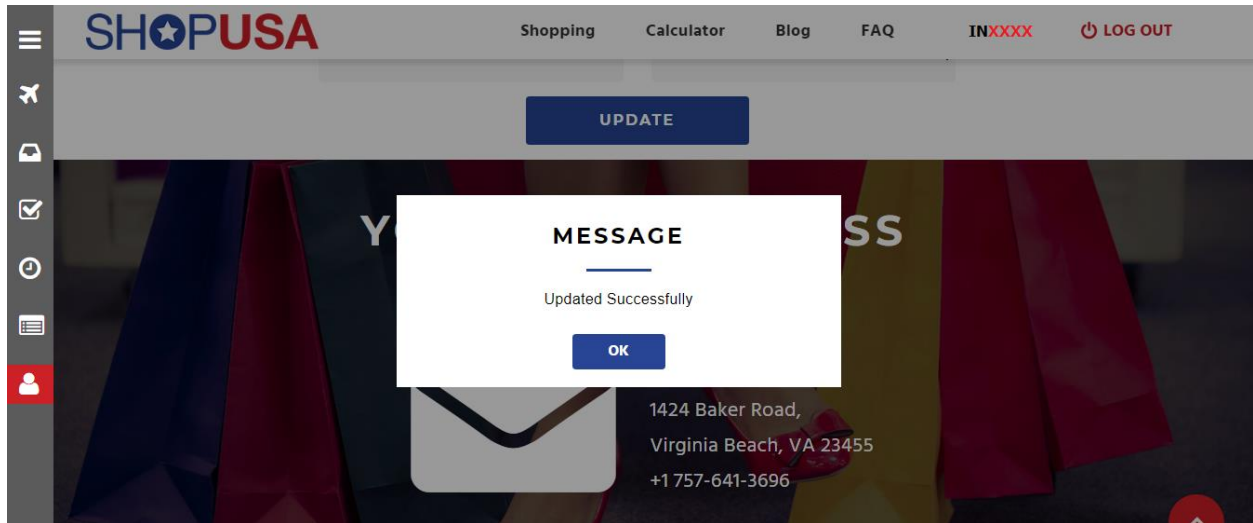 SHOPUSA Shopping Calculator Blog FAQ INXXXX LOG OUT
UPDATE
Y SS
MESSAGE
Updated Successfully
OK
1424 Baker Road,
Virginia Beach, VA 23455
+1 757-641-3696